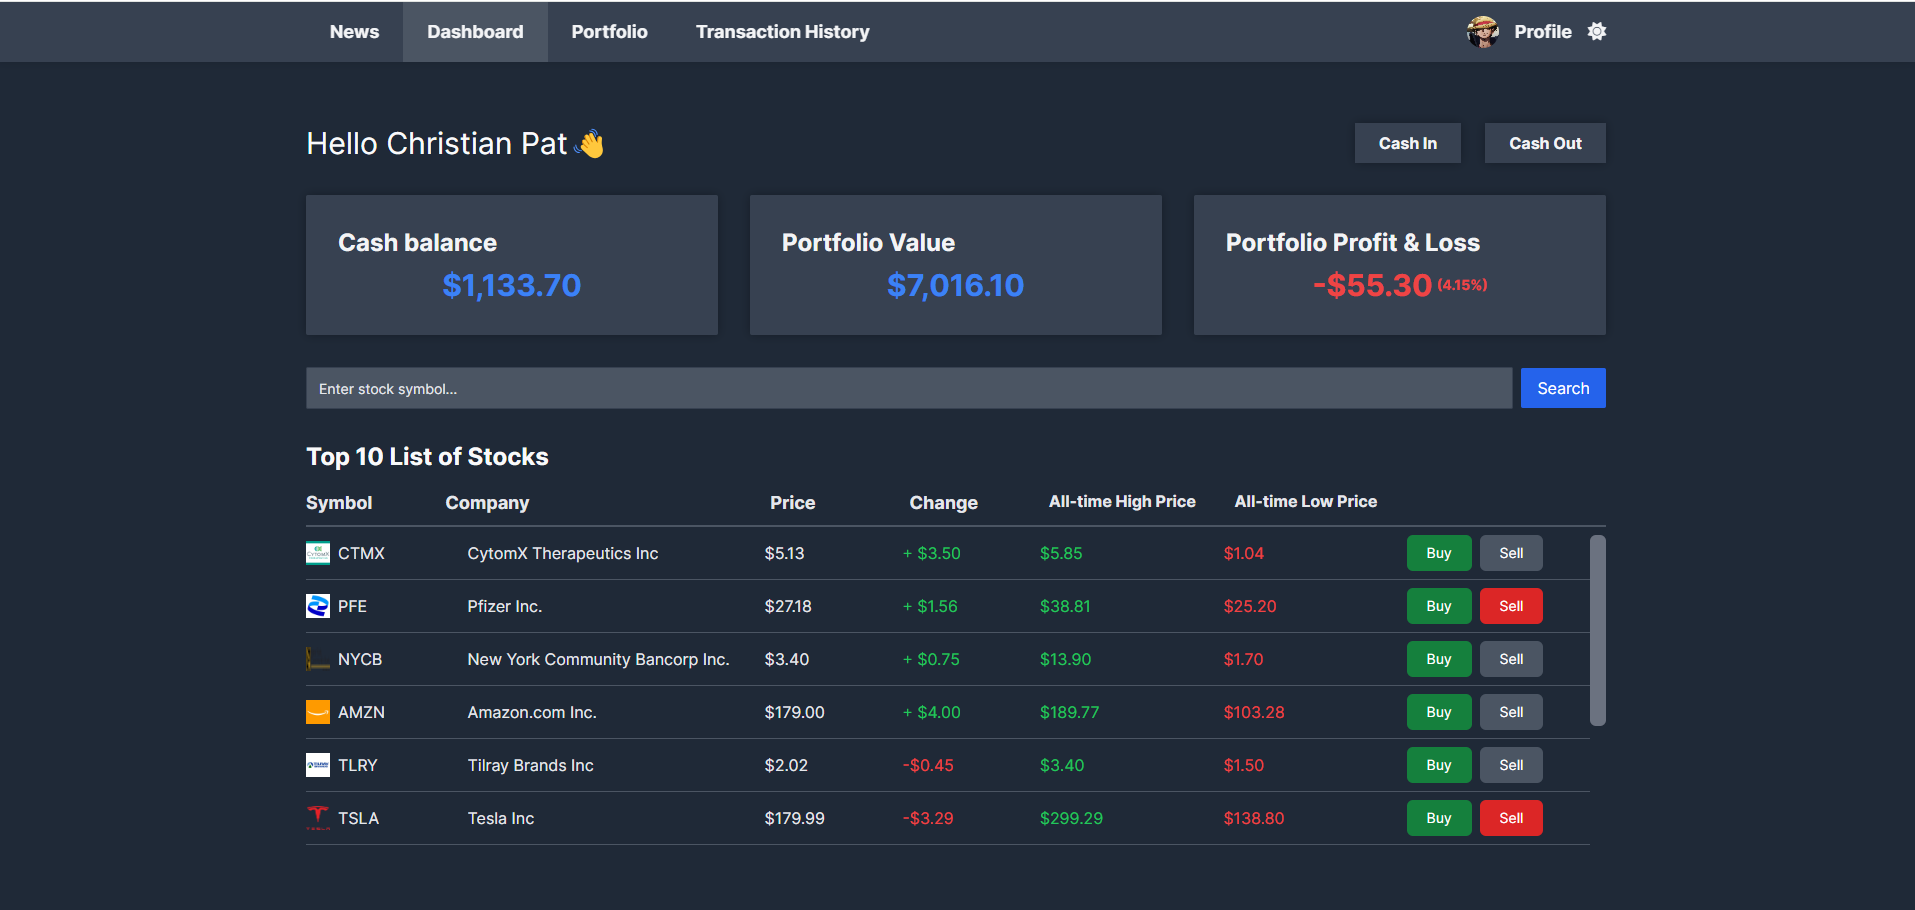 News Dashboard Portfolio Transaction History Profile
Hello Christian Pat👋 Cash In Cash Out
Cash balance Portfolio Value Portfolio Profit & Loss
$1,133.70 $7,016.10 -$55.30 (4.15%)
Enter stock symbol... Search
Top 10 List of Stocks
Symbol Company Price Change All-time High Price All-time Low Price
CTMX CytomX Therapeutics Inc $5.13 + $3.50 $5.85 $1.04 Buy Sell
PFE Pfizer Inc. $27.18 + $1.56 $38.81 $25.20 Buy Sell
NYCB New York Community Bancorp Inc. $3.40 + $0.75 $13.90 $1.70 Buy Sell
AMZN Amazon.com Inc. $179.00 + $4.00 $189.77 $103.28 Buy Sell
TLRY Tilray Brands Inc $2.02 -$0.45 $3.40 $1.50 Buy Sell
TSLA Tesla Inc $179.99 -$3.29 $299.29 $138.80 Buy Sell